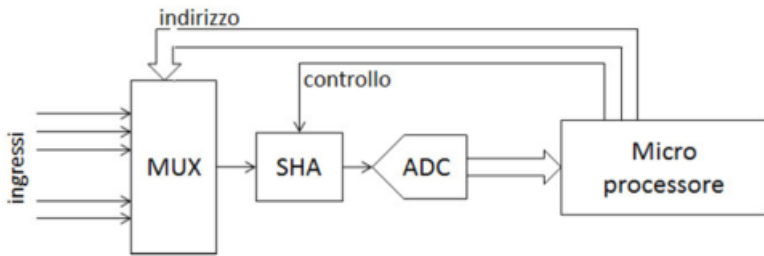 indirizzo
controllo
ingressi
MUX
SHA
ADC
Micro
processore